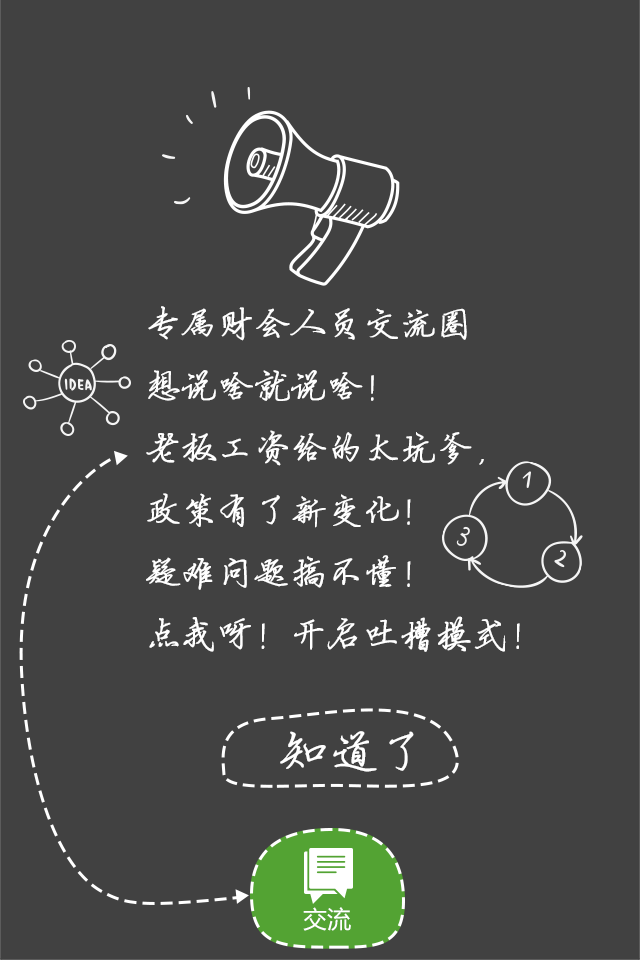 专属财会人员交流圈
IDEA
想说啥就说啥！
老板工资给的太坑爹，
政策有了新变化！
1
3
2
疑难问题搞不懂！
点我呀！开启吐槽模式！
知道了
交流